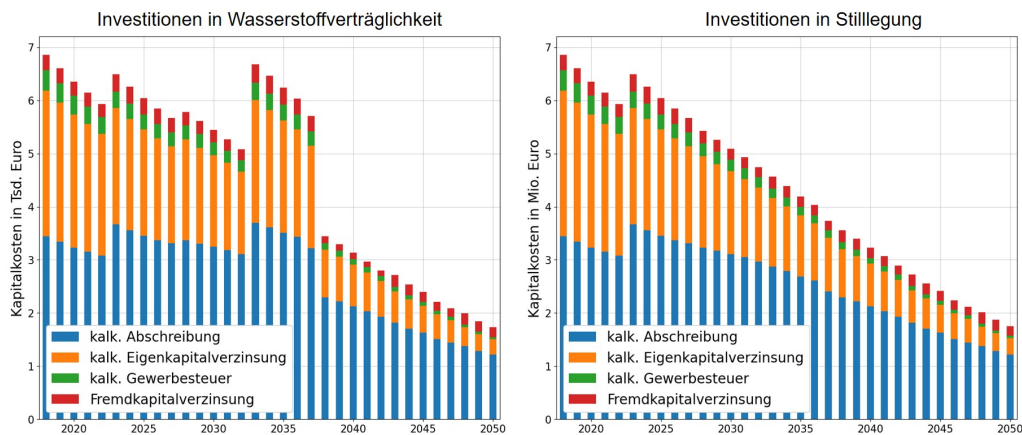 Investitionen in Wasserstoffverträglichkeit
Kapitalkosten in Tsd. Euro
7
6
5
4
3
2
1
0
kalk. Abschreibung
kalk. Eigenkapitalverzinsung
kalk. Gewerbesteuer
Fremdkapitalverzinsung
2020 2025 2030 2035 2040 2045 2050
Investitionen in Stilllegung
Kapitalkosten in Mio. Euro
7
6
5
4
3
2
1
0
kalk. Abschreibung
kalk. Eigenkapitalverzinsung
kalk. Gewerbesteuer
Fremdkapitalverzinsung
2020 2025 2030 2035 2040 2045 2050